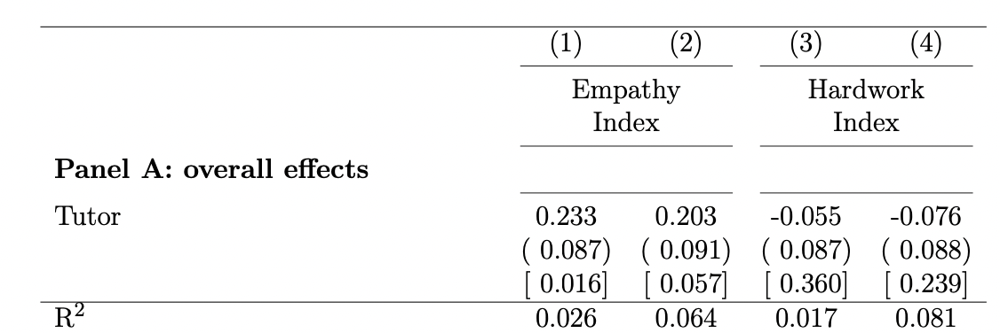 (1) (2) (3) (4)
Empathy Hardwork
Index Index
Panel A: overall effects
Tutor 0.233 0.203 -0.055 -0.076
( 0.087) ( 0.091) ( 0.087) ( 0.088)
[ 0.016] [ 0.057] [ 0.360] [ 0.239]
R² 0.026 0.064 0.017 0.081